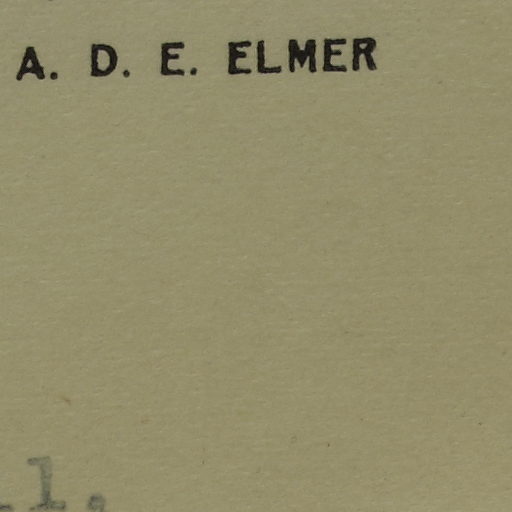 A. D. E. ELMER